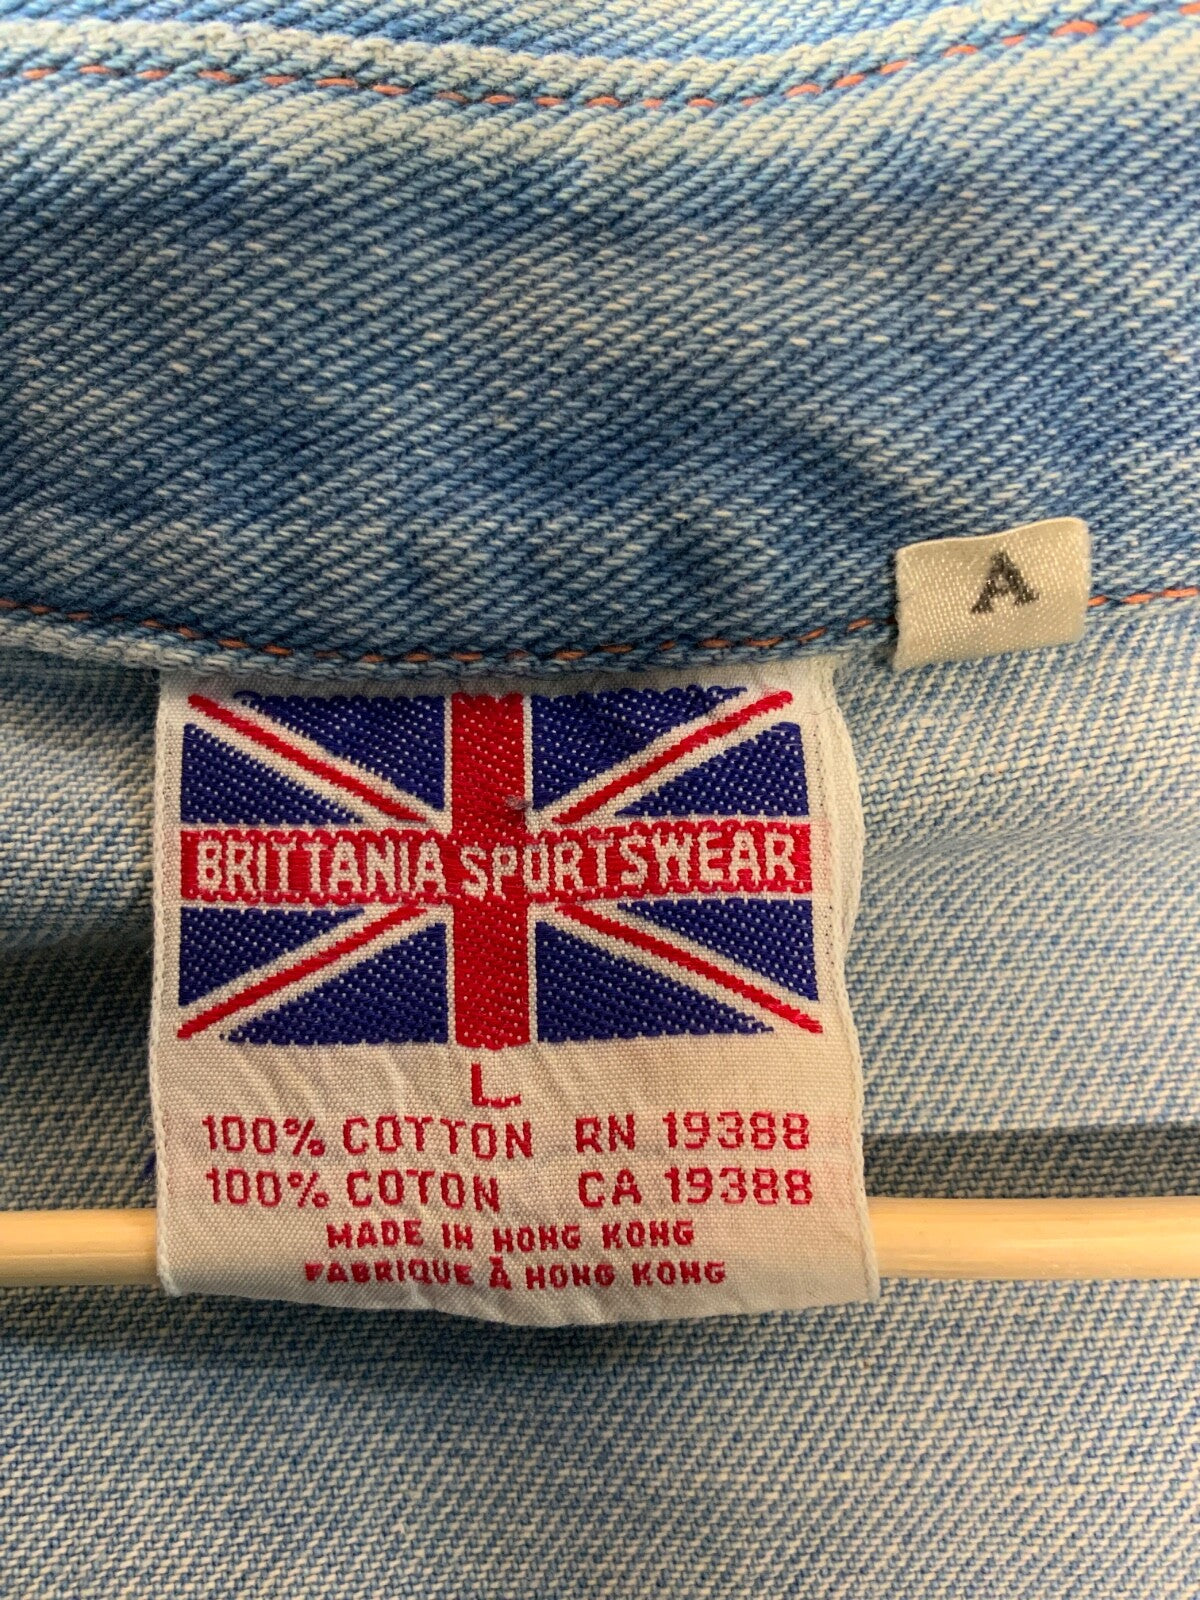 A
BRITTANIA SPORTSWEAR
L
100% COTTON RN 19388
100% COTON CA 19388
MADE IN HONG KONG
FABRIQUE À HONG KONG